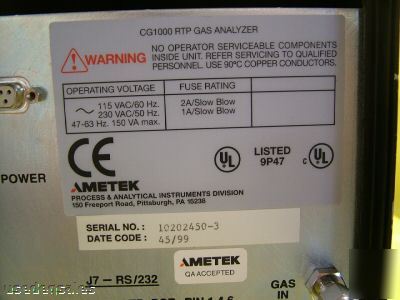 CG1000 RTP GAS ANALYZER
WARNING
NO OPERATOR SERVICEABLE COMPONENTS
INSIDE UNIT. REFER SERVICING TO QUALIFIED
PERSONNEL. USE 90ºC COPPER CONDUCTORS.
OPERATING VOLTAGE FUSE RATING
115 VAC/60 Hz. 2A/Slow Blow
230 VAC/50 Hz. 1A/Slow Blow
47-63 Hz. 150 VA max.
CE
UL
LISTED
9P47
C UL
POWER
AMETEK
PROCESS & ANALYTICAL INSTRUMENTS DIVISION
150 Freeport Road, Pittsburgh, PA 15238
SERIAL NO. : 10202450-3
DATE CODE : 45/99
AMETEK
QA ACCEPTED
J7 - RS/232
GAS
IN